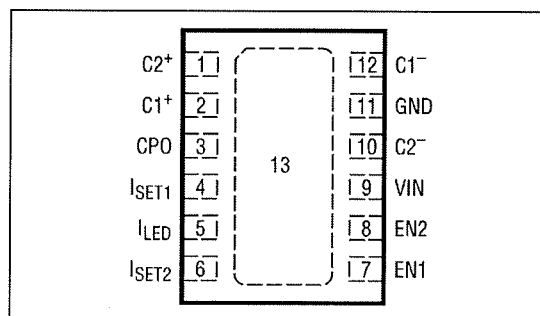 C2+ 1 12 C1−
C1+ 2 11 GND
CPO 3 10 C2−
13
ISET1 4 9 VIN
ILED 5 8 EN2
ISET2 6 7 EN1